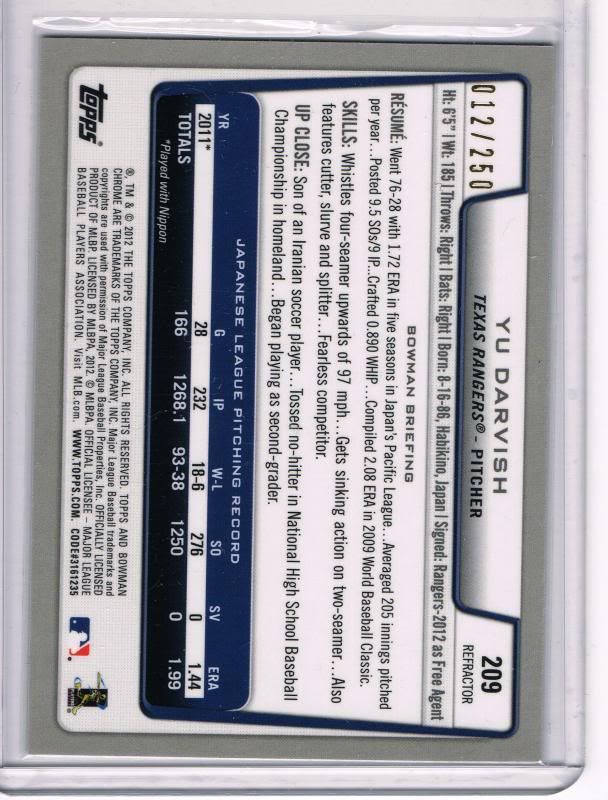 012/250
YU DARVISH
209
TEXAS RANGERS® - PITCHER
REFRACTOR
Ht: 6'5" | Wt: 185 | Throws: Right | Bats: Right | Born: 8-16-86, Habikino, Japan | Signed: Rangers-2012 as Free Agent
BOWMAN BRIEFING
RÉSUMÉ: Went 76-28 with 1.72 ERA in five seasons in Japan's Pacific League...Averaged 205 innings pitched
per year...Posted 9.5 SOs/9 IP...Crafted 0.890 WHIP...Compiled 2.08 ERA in 2009 World Baseball Classic.
SKILLS: Whistles four-seamer upwards of 97 mph...Gets sinking action on two-seamer...Also
features cutter, slurve and splitter...Fearless competitor.
UP CLOSE: Son of an Iranian soccer player...Tossed no-hitter in National High School Baseball
Championship in homeland...Began playing as second-grader.
JAPANESE LEAGUE PITCHING RECORD
YR G IP W-L SO SV ERA
2011* 28 232 18-6 276 0 1.44
TOTALS 166 1268.1 93-38 1250 0 1.99
*Played with Nippon
topps®
®, TM & © 2012 THE TOPPS COMPANY, INC. ALL RIGHTS RESERVED. TOPPS AND BOWMAN
CHROME ARE TRADEMARKS OF THE TOPPS COMPANY, INC. Major League Baseball trademarks and
copyrights are used with permission of Major League Baseball Properties, Inc. OFFICIALLY LICENSED
PRODUCT OF MLBP. LICENSED BY MLBPA, 2012. © MLBPA. OFFICIAL LICENSEE - MAJOR LEAGUE
BASEBALL PLAYERS ASSOCIATION. Visit MLB.com. WWW.TOPPS.COM. CODE#3161235